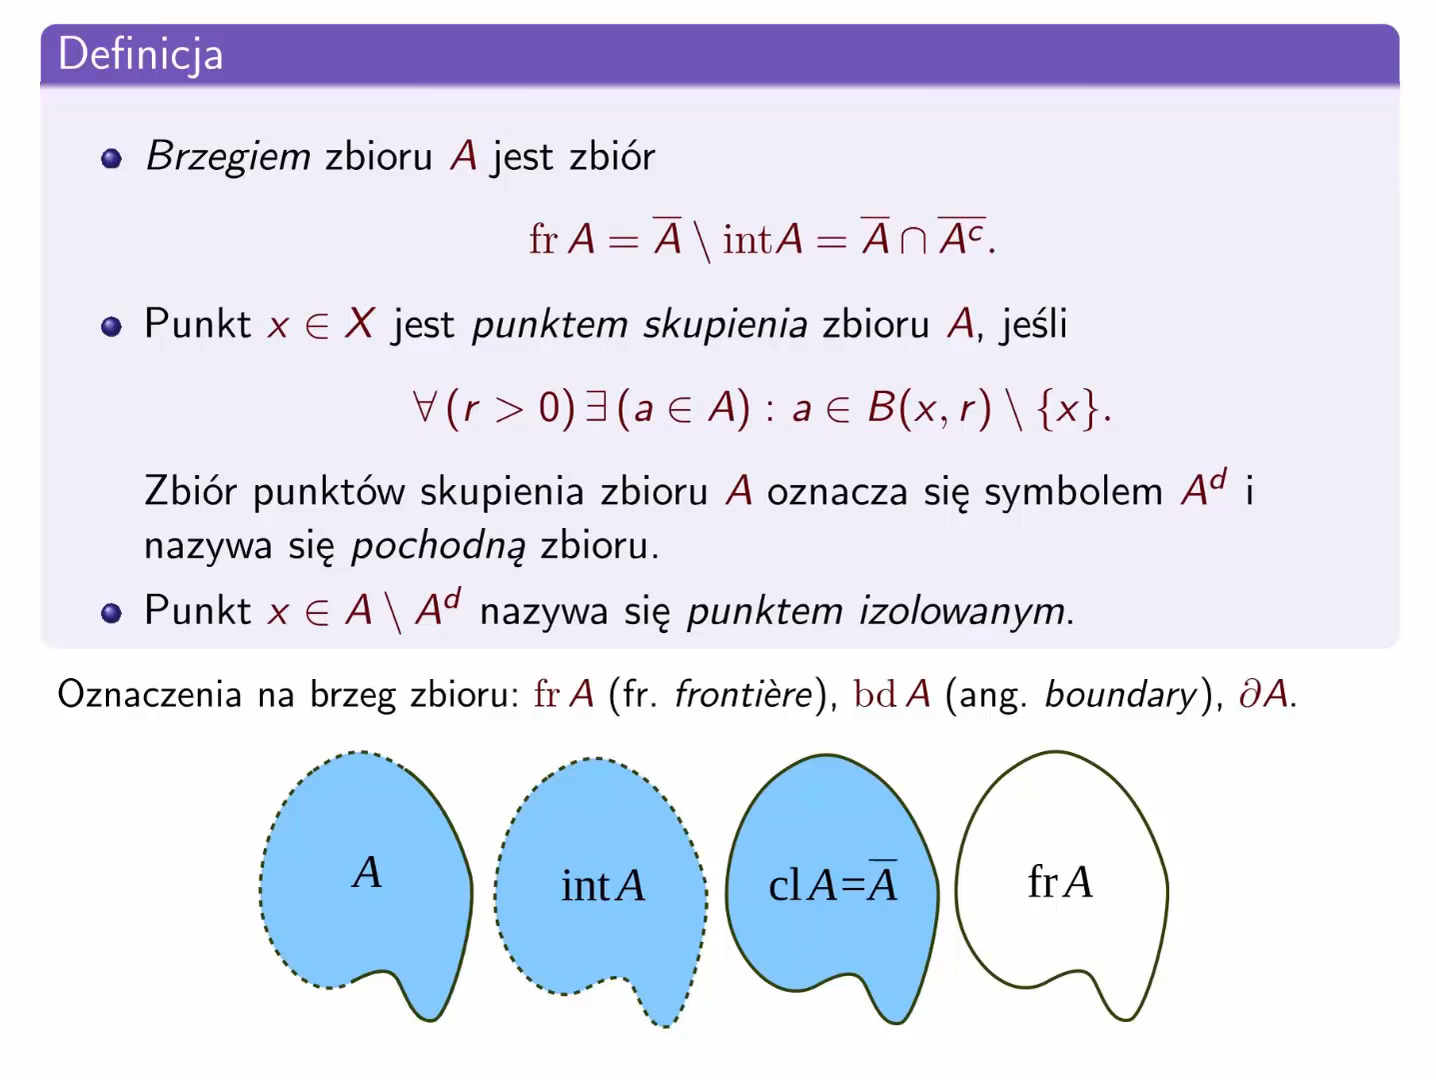 Definicja
Brzegiem zbioru A jest zbiór
fr A = A̅ \ intA = A̅ ∩ A̅ᶜ̅.
Punkt x ∈ X jest punktem skupienia zbioru A, jeśli
∀ (r > 0) ∃ (a ∈ A) : a ∈ B(x, r) \ {x}.
Zbiór punktów skupienia zbioru A oznacza się symbolem Aᵈ i
nazywa się pochodną zbioru.
Punkt x ∈ A \ Aᵈ nazywa się punktem izolowanym.
Oznaczenia na brzeg zbioru: fr A (fr. frontière), bd A (ang. boundary), ∂A.
A
int A
cl A=A̅
fr A